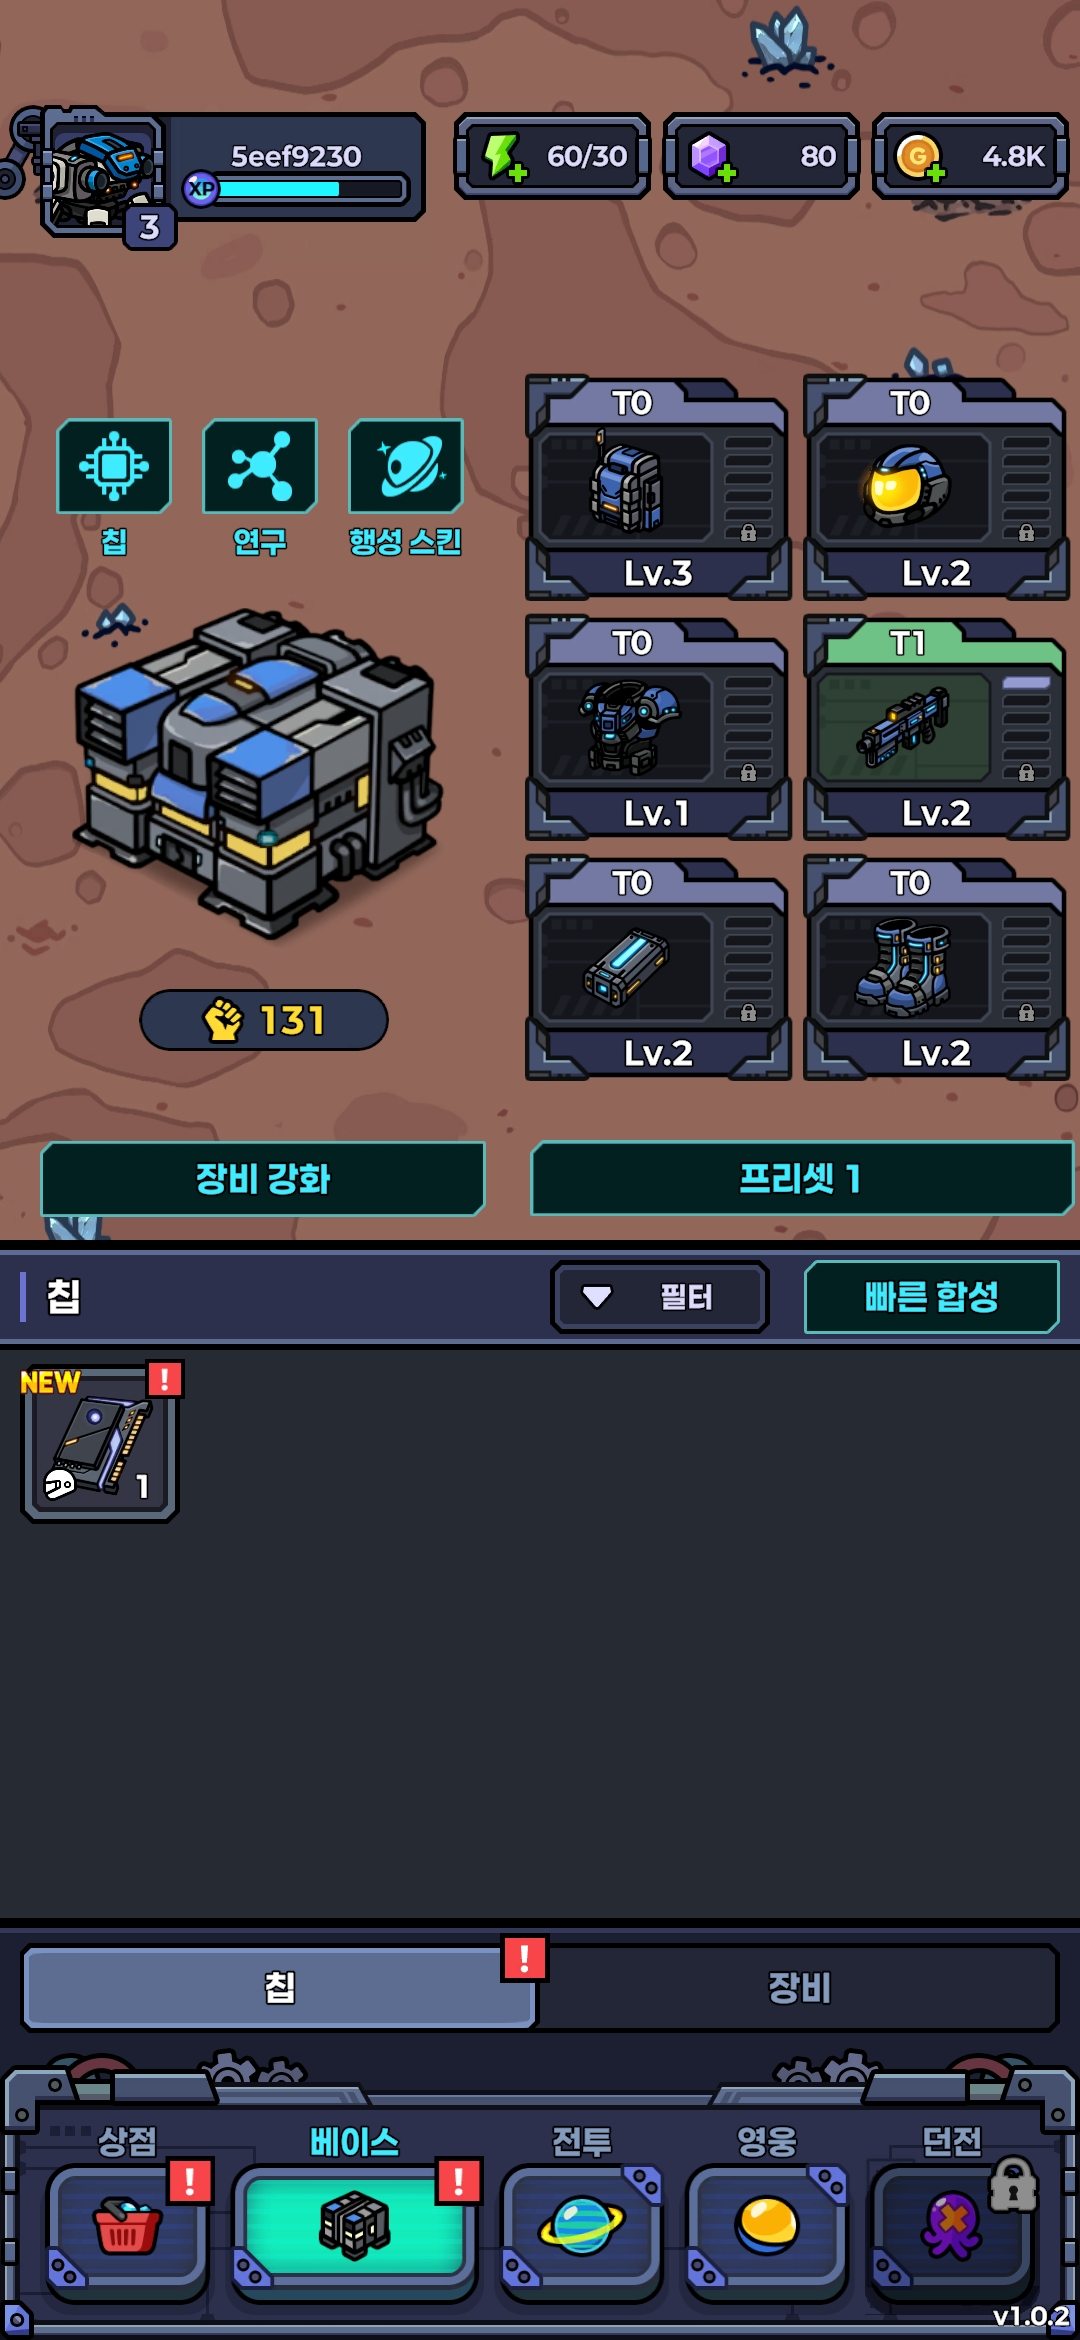 5eef9230
XP
3
60/30
80
G
4.8K
칩
연구
행성 스킨
T0
T0
Lv.3
Lv.2
T0
T1
Lv.1
Lv.2
T0
T0
Lv.2
Lv.2
131
장비 강화
프리셋 1
칩
필터
빠른 합성
NEW
!
1
칩
!
장비
상점
베이스
전투
영웅
던전
!
!
v1.0.2